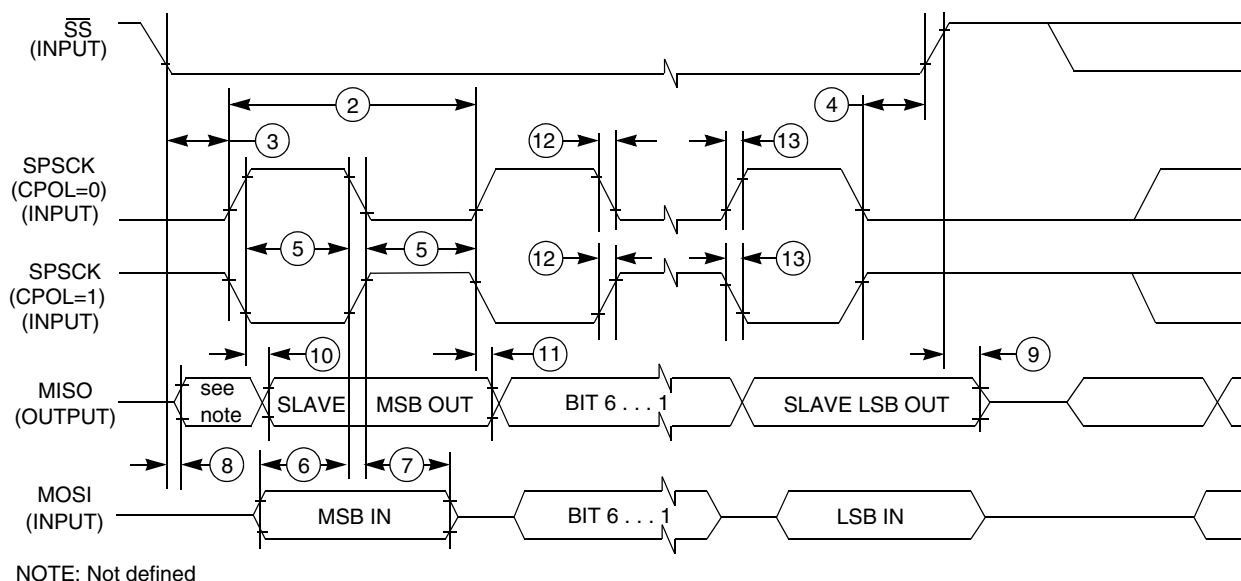 SS
(INPUT)
2
4
3
12
13
SPSCK
(CPOL=0)
(INPUT)
5
5
SPSCK
(CPOL=1)
(INPUT)
12
13
10
11
9
MISO
(OUTPUT)
see
note
SLAVE
MSB OUT
BIT 6 . . . 1
SLAVE LSB OUT
8
6
7
MOSI
(INPUT)
MSB IN
BIT 6 . . . 1
LSB IN
NOTE: Not defined